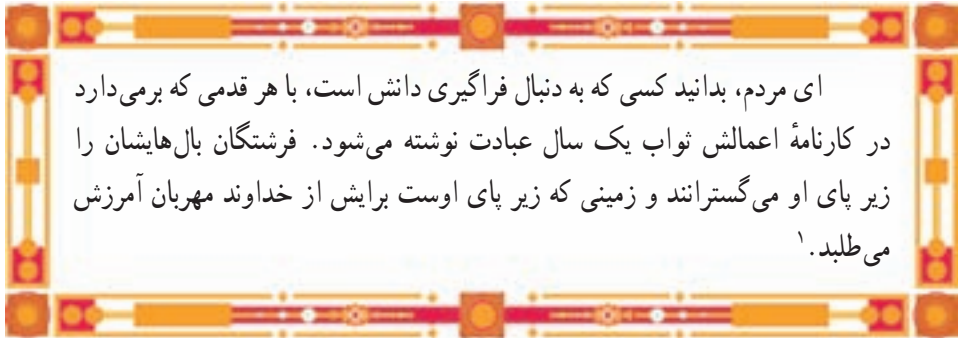 ای مردم، بدانید کسی که به دنبال فراگیری دانش است، با هر قدمی که برمی‌دارد
در کارنامهٔ اعمالش ثواب یک سال عبادت نوشته می‌شود. فرشتگان بال‌هایشان را
زیر پای او می‌گسترانند و زمینی که زیر پای اوست برایش از خداوند مهربان آمرزش
می‌طلبد.۱